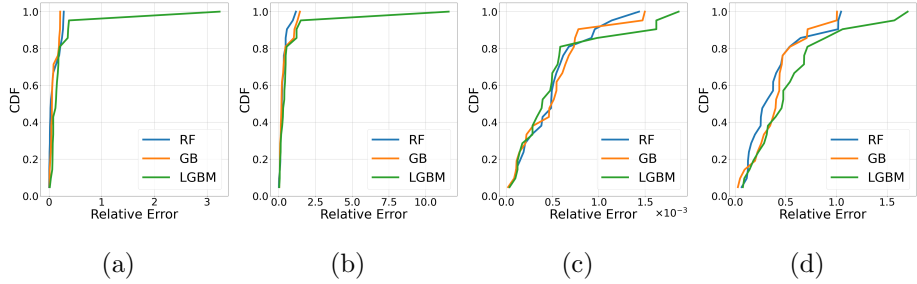 1.0
0.8
0.6
0.4
0.2
0.0
CDF
0 1 2 3
Relative Error
RF
GB
LGBM
(a)
1.0
0.8
0.6
0.4
0.2
0.0
CDF
0.0 2.5 5.0 7.5 10.0
Relative Error
RF
GB
LGBM
(b)
1.0
0.8
0.6
0.4
0.2
0.0
CDF
0.0 0.5 1.0 1.5
Relative Error ×10⁻³
RF
GB
LGBM
(c)
1.0
0.8
0.6
0.4
0.2
0.0
CDF
0.0 0.5 1.0 1.5
Relative Error
RF
GB
LGBM
(d)